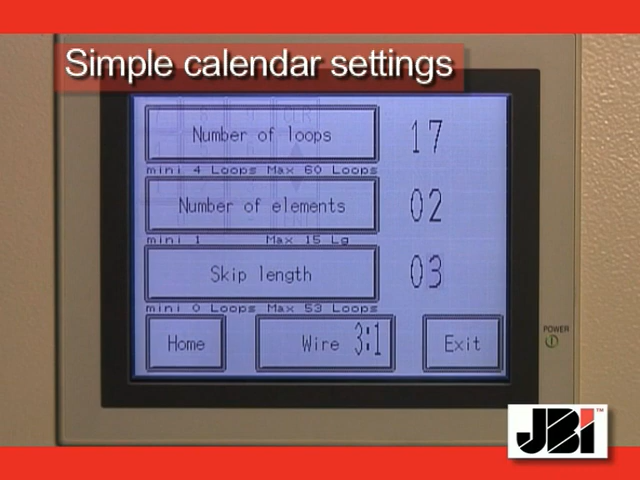 Simple calendar settings
Number of loops 17
mini 4 Loops Max 60 Loops
Number of elements 02
mini 1 Max 15 Lg
Skip length 03
mini 0 Loops Max 53 Loops
Home Wire 3:1 Exit
POWER
JBi™